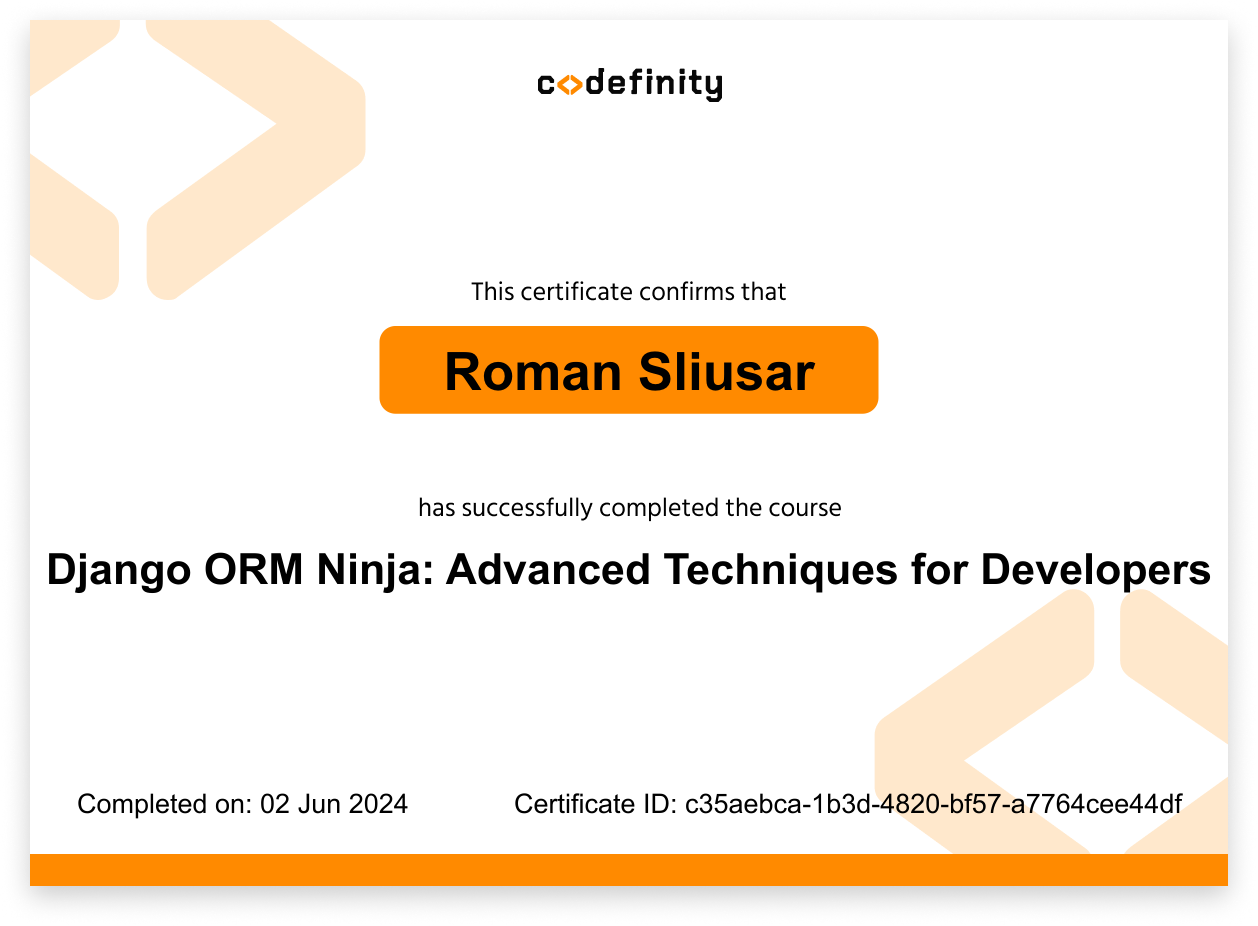 codefinity
This certificate confirms that
Roman Sliusar
has successfully completed the course
Django ORM Ninja: Advanced Techniques for Developers
Completed on: 02 Jun 2024
Certificate ID: c35aebca-1b3d-4820-bf57-a7764cee44df